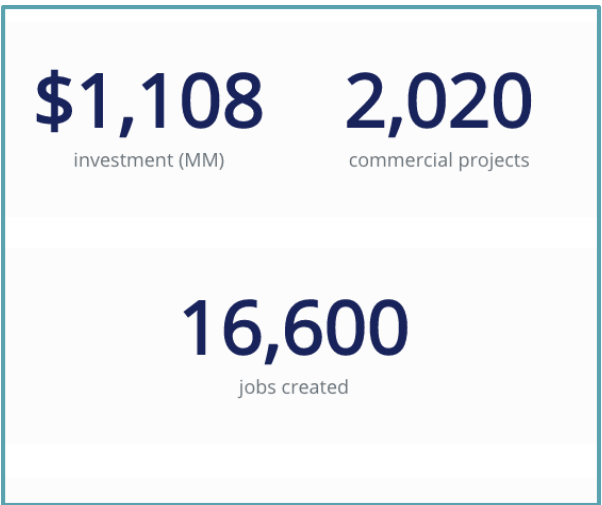 $1,108 2,020
investment (MM) commercial projects
16,600
jobs created